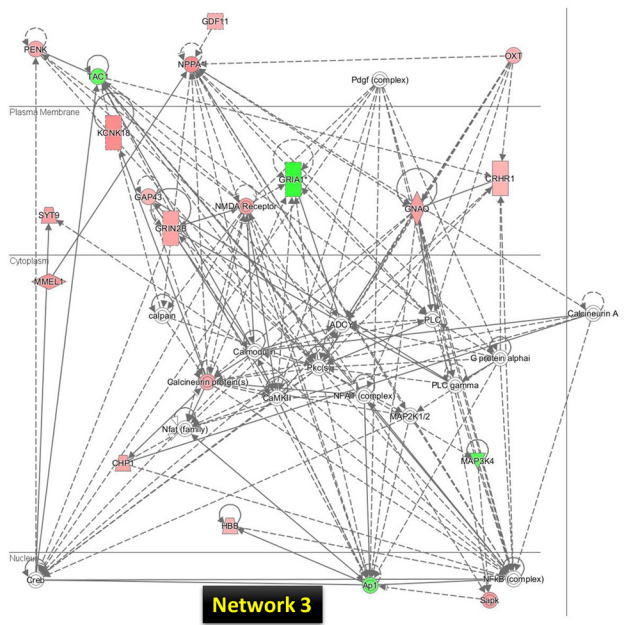 GDF11
PENK
TAC1
NPPA
OXT
Pdgf (complex)
Plasma Membrane
KCNK18
GRIA1
CRHR1
GAP43
NMDA Receptor
GNAQ
SYT9
GRIN2B
Cytoplasm
MMEL1
calpain
ADCY
PLC
Calcineurin A
Calmodulin
Pkc(s)
G protein alphai
Calcineurin protein(s)
CaMKII
NFAT (complex)
PLC gamma
MAP2K1/2
Nfat (family)
CHP1
MAP3K4
HBB
Nucleus
Creb
Ap1
NFkB (complex)
Sapk
Network 3